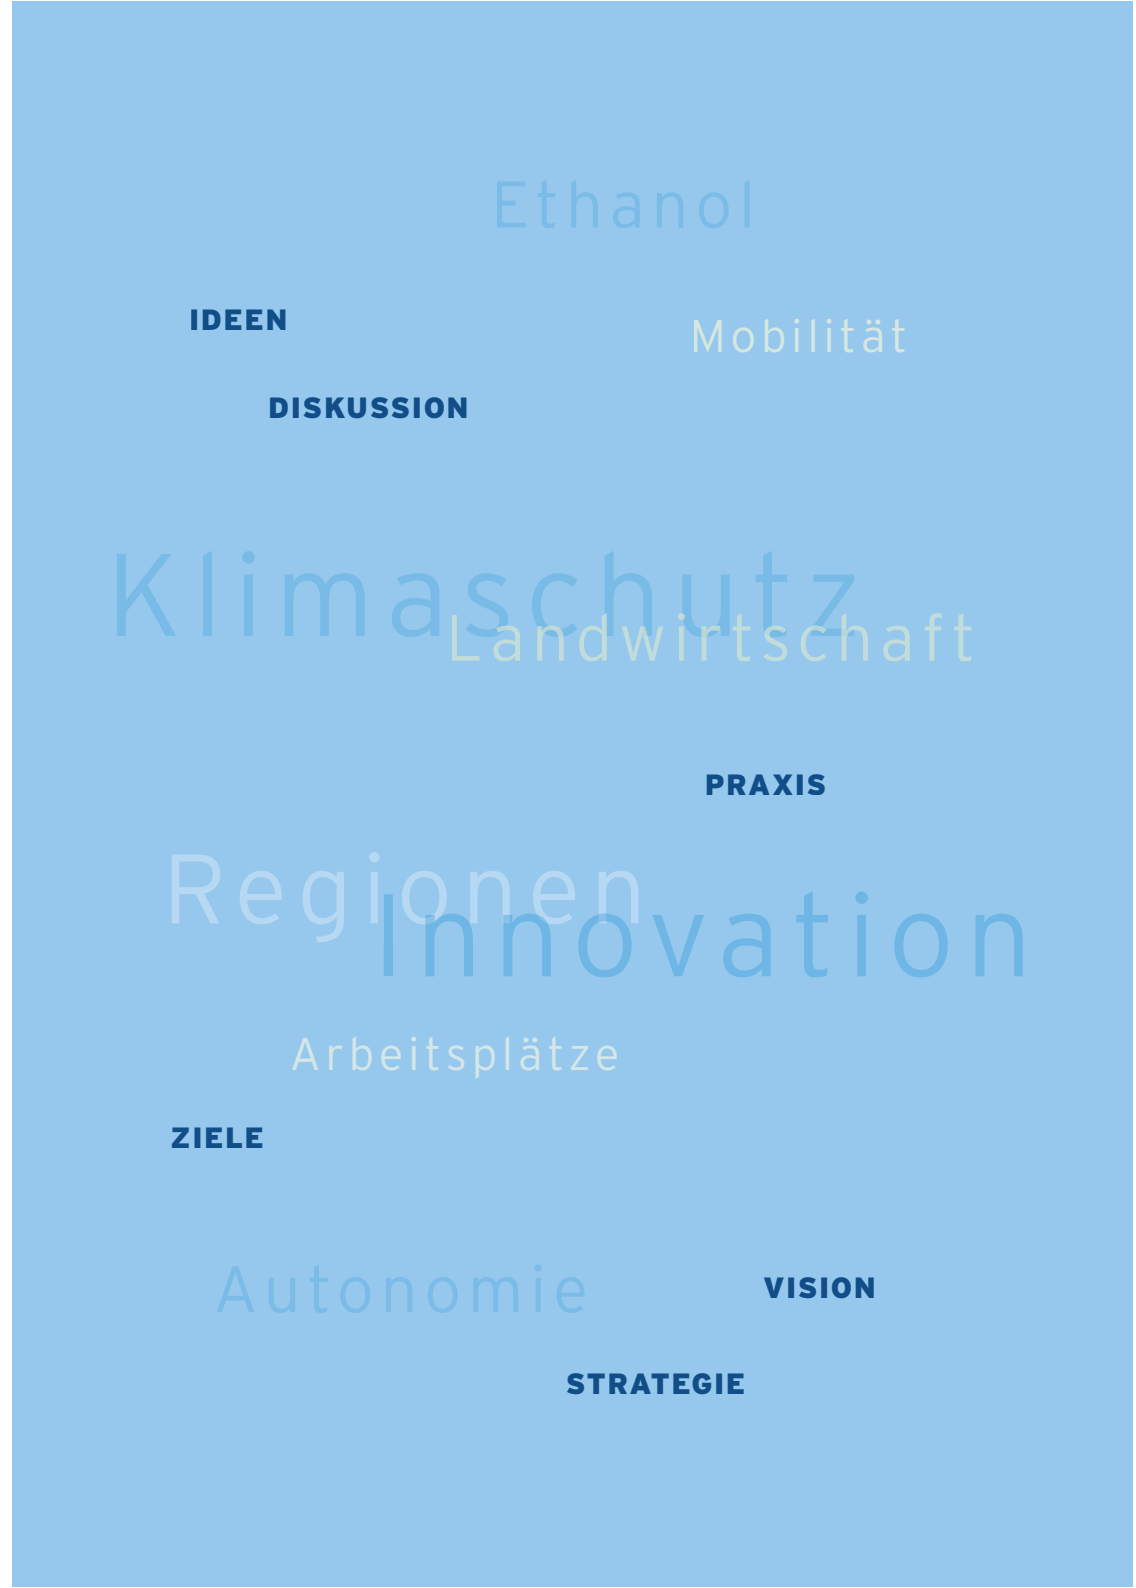 Ethanol
IDEEN
Mobilität
DISKUSSION
Klimaschutz
Landwirtschaft
PRAXIS
Regionen
Innovation
Arbeitsplätze
ZIELE
Autonomie
VISION
STRATEGIE